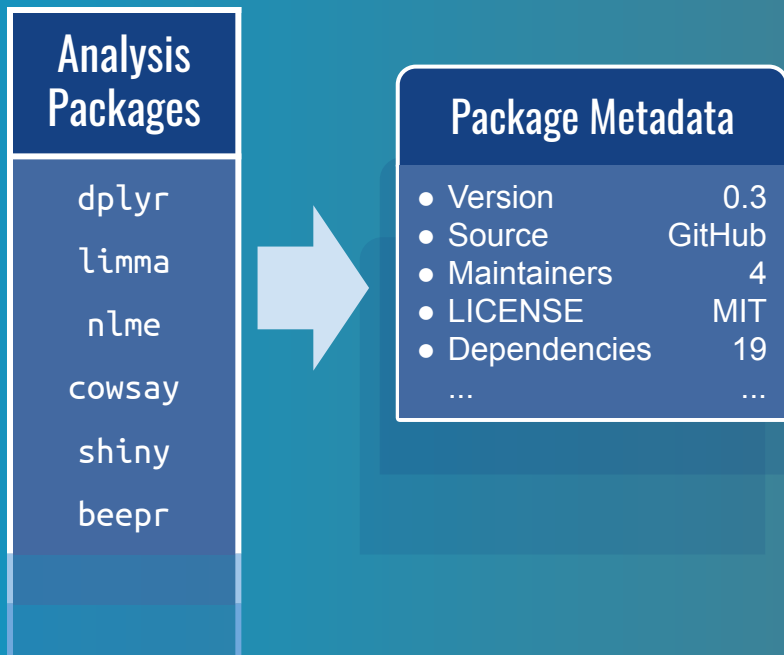 Analysis
Packages
dplyr
limma
nlme
cowsay
shiny
beepr
Package Metadata
● Version 0.3
● Source GitHub
● Maintainers 4
● LICENSE MIT
● Dependencies 19
... ...